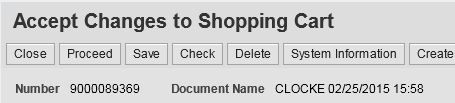 Accept Changes to Shopping Cart
Close Proceed Save Check Delete System Information Create
Number 9000089369 Document Name CLOCKE 02/25/2015 15:58